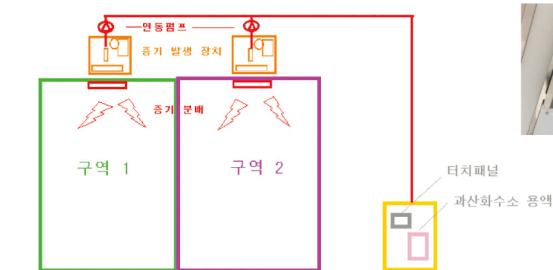 연동펌프
증기 발생 장치
증기 분배
구역 1
구역 2
터치패널
과산화수소 용액